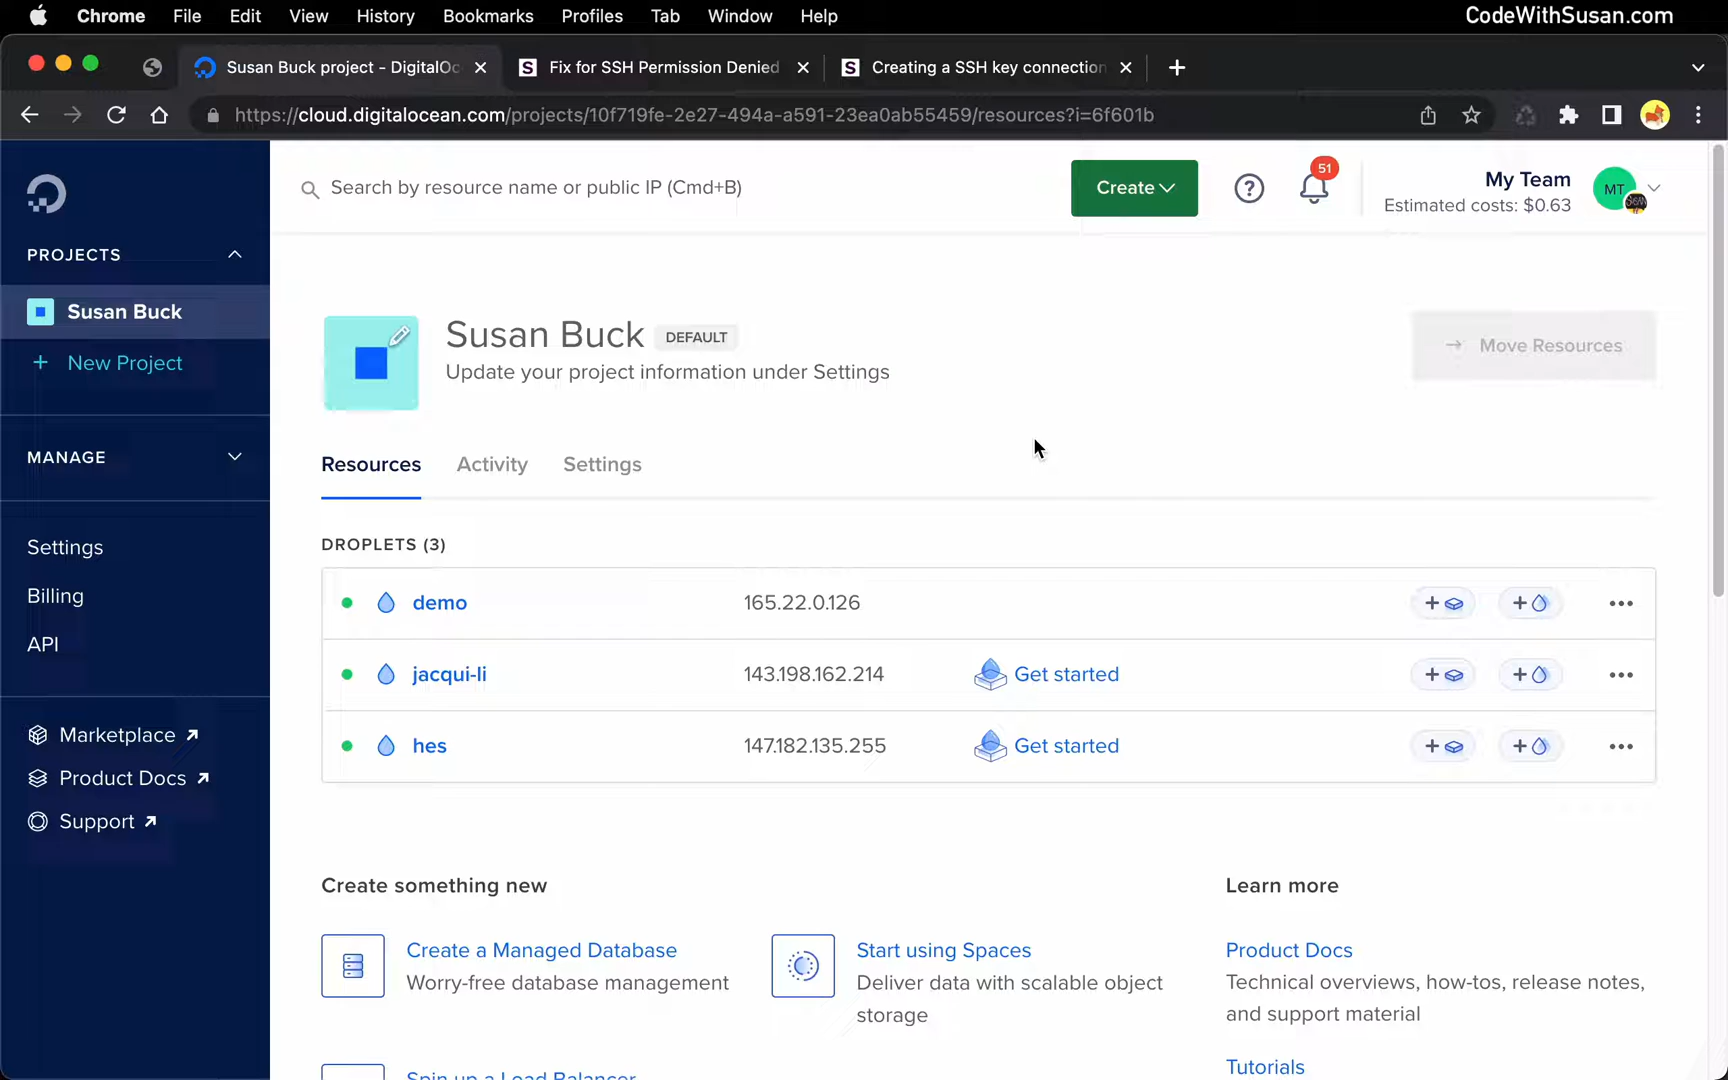 Chrome File Edit View History Bookmarks Profiles Tab Window Help
CodeWithSusan.com
Susan Buck project - DigitalOc
Fix for SSH Permission Denied
Creating a SSH key connection
https://cloud.digitalocean.com/projects/10f719fe-2e27-494a-a591-23ea0ab55459/resources?i=6f601b
Search by resource name or public IP (Cmd+B)
Create
51
My Team
Estimated costs: $0.63
MT
PROJECTS
Susan Buck
New Project
MANAGE
Settings
Billing
API
Marketplace
Product Docs
Support
Susan Buck DEFAULT
Update your project information under Settings
Move Resources
Resources Activity Settings
DROPLETS (3)
demo 165.22.0.126
jacqui-li 143.198.162.214 Get started
hes 147.182.135.255 Get started
Create something new
Create a Managed Database
Worry-free database management
Start using Spaces
Deliver data with scalable object
storage
Spin up a Load Balancer
Learn more
Product Docs
Technical overviews, how-tos, release notes,
and support material
Tutorials